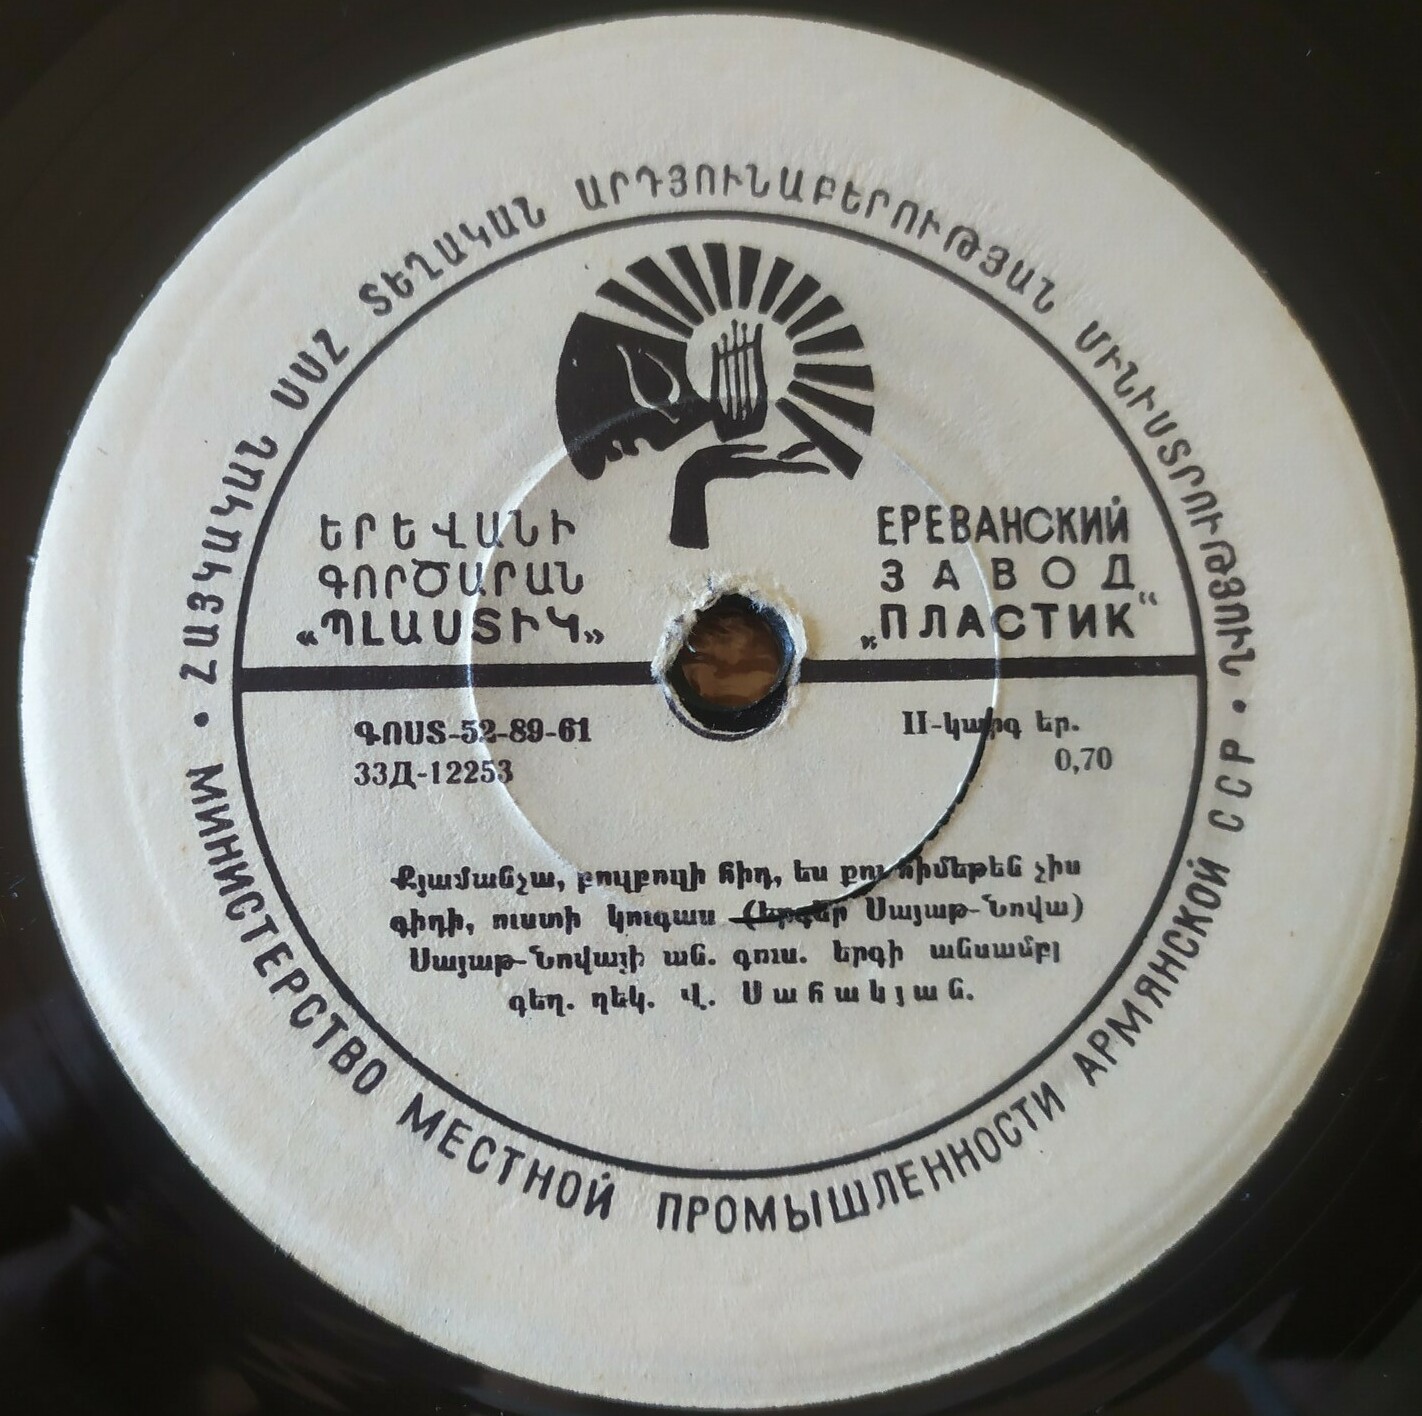 ՀԱՅԿԱԿԱՆ ՍՍՀ ՏԵՂԱԿԱՆ ԱՐԴՅՈՒՆԱԲԵՐՈՒԹՅԱՆ ՄԻՆԻՍՏՐՈՒԹՅՈՒՆ
ԵՐԵՎԱՆԻ
ԳՈՐԾԱՐԱՆ
«ՊԼԱՍՏԻԿ»
ЕРЕВАНСКИЙ
ЗАВОД
„ПЛАСТИК“
ԳՈՍՏ-52-89-61
33Д-12253
II-կարգ եր.
0,70
Քյամանչա, բուլբուլի հիդ, ես քու ղիմեթեն չիս
գիդի, ուստի կուգաս (երգեր Սայաթ-Նովա)
Սայաթ-Նովայի ան. գուս. երգի անսամբլ
գեղ. ղեկ. Վ. Սահակյան.
МИНИСТЕРСТВО МЕСТНОЙ ПРОМЫШЛЕННОСТИ АРМЯНСКОЙ ССР